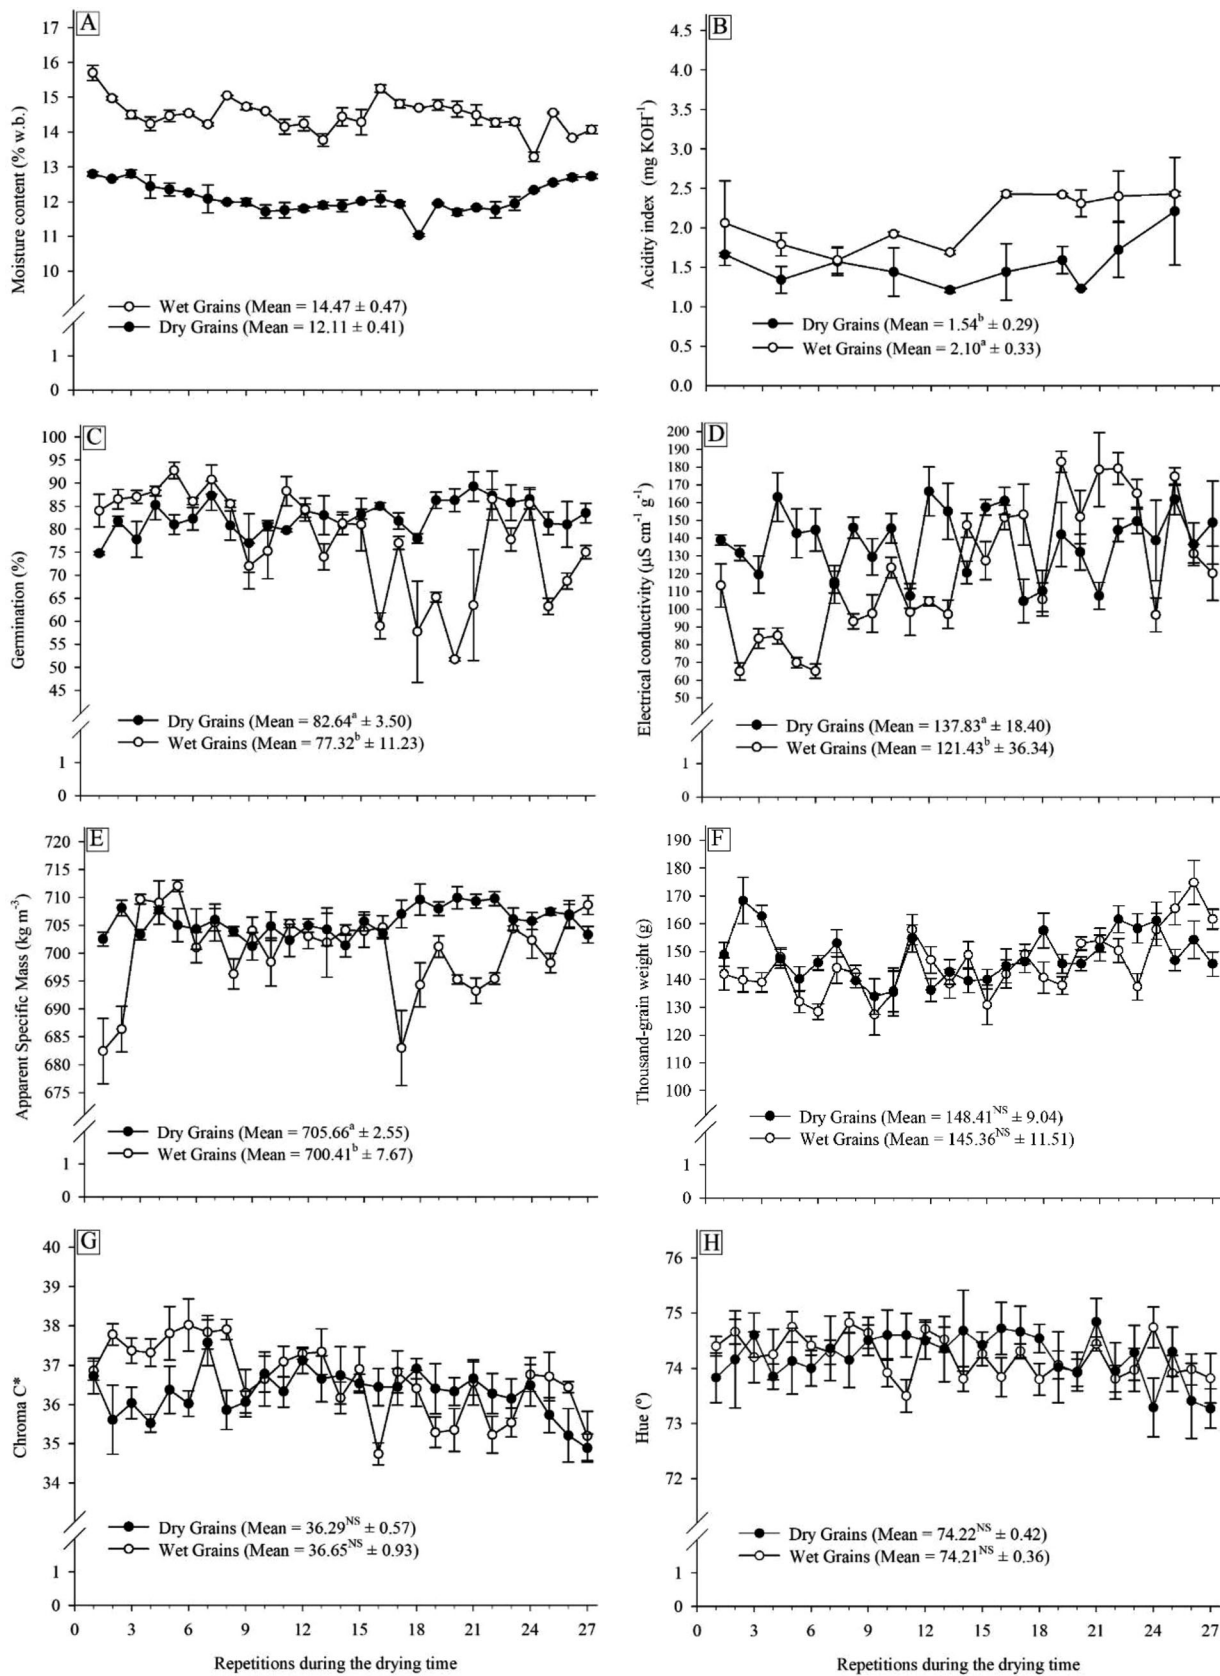 A
17
16
15
14
13
12
11
10
1
0
Moisture content (% w.b.)
Wet Grains (Mean = 14.47 ± 0.47)
Dry Grains (Mean = 12.11 ± 0.41)
B
4.5
4.0
3.5
3.0
2.5
2.0
1.5
1.0
0.5
0.0
Acidity index (mg KOH⁻¹)
Dry Grains (Mean = 1.54ᵇ ± 0.29)
Wet Grains (Mean = 2.10ᵃ ± 0.33)
C
100
95
90
85
80
75
70
65
60
55
50
45
1
0
Germination (%)
Dry Grains (Mean = 82.64ᵃ ± 3.50)
Wet Grains (Mean = 77.32ᵇ ± 11.23)
D
200
190
180
170
160
150
140
130
120
110
100
90
80
70
60
50
1
0
Electrical conductivity (µS cm⁻¹ g⁻¹)
Dry Grains (Mean = 137.83ᵃ ± 18.40)
Wet Grains (Mean = 121.43ᵇ ± 36.34)
E
720
715
710
705
700
695
690
685
680
675
1
0
Apparent Specific Mass (kg m⁻³)
Dry Grains (Mean = 705.66ᵃ ± 2.55)
Wet Grains (Mean = 700.41ᵇ ± 7.67)
F
190
180
170
160
150
140
130
120
110
100
1
0
Thousand-grain weight (g)
Dry Grains (Mean = 148.41ᴺˢ ± 9.04)
Wet Grains (Mean = 145.36ᴺˢ ± 11.51)
G
40
39
38
37
36
35
34
1
0
Chroma C*
Dry Grains (Mean = 36.29ᴺˢ ± 0.57)
Wet Grains (Mean = 36.65ᴺˢ ± 0.93)
0 3 6 9 12 15 18 21 24 27
Repetitions during the drying time
H
76
75
74
73
72
1
0
Hue (º)
Dry Grains (Mean = 74.22ᴺˢ ± 0.42)
Wet Grains (Mean = 74.21ᴺˢ ± 0.36)
0 3 6 9 12 15 18 21 24 27
Repetitions during the drying time